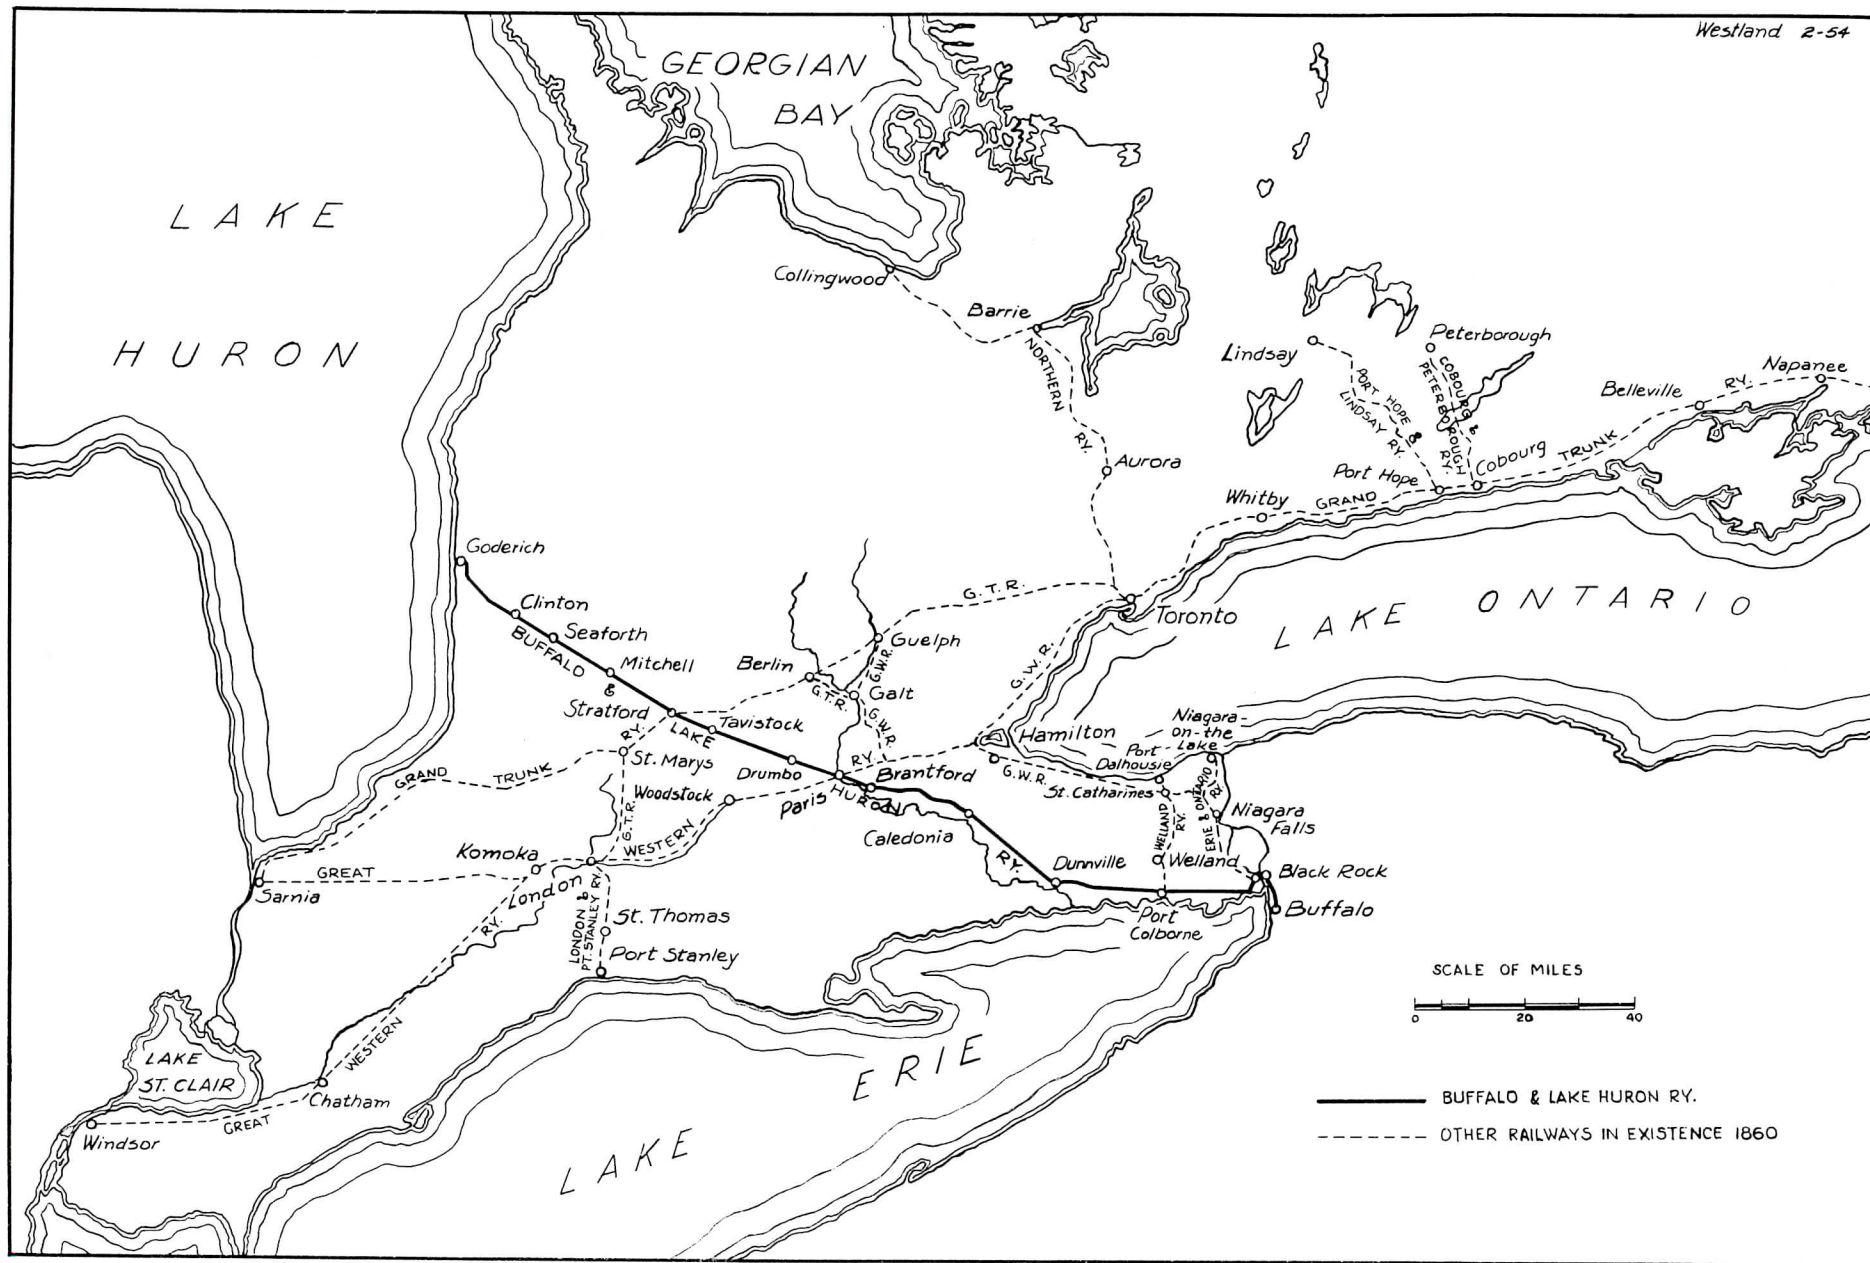 Westland 2-54
GEORGIAN
BAY
LAKE
HURON
Collingwood
Barrie
NORTHERN
RY.
Aurora
Lindsay
PORT HOPE &
LINDSAY RY.
Peterborough
COBOURG &
PETERBOROUGH
RY.
Napanee
Belleville
RY.
TRUNK
Cobourg
Port Hope
GRAND
Whitby
LAKE ONTARIO
Toronto
G.T.R.
G.W.R.
Goderich
Clinton
Seaforth
BUFFALO
Mitchell
&
Stratford
LAKE
Tavistock
Berlin
Guelph
G.W.R.
G.T.R.
Galt
G.W.R.
RY.
St. Marys
GRAND
TRUNK
Drumbo
Woodstock
Paris
HURON
Brantford
RY.
Hamilton
G.W.R.
Niagara-
on-the
-Lake
Port
Dalhousie
St. Catharines
WELLAND
RY.
ERIE & ONTARIO
RY.
Niagara
Falls
Caledonia
RY.
Dunnville
Welland
Black Rock
Buffalo
Port
Colborne
G.T.R.
WESTERN
Komoka
London
GREAT
Sarnia
RY.
LONDON &
PT. STANLEY RY.
St. Thomas
Port Stanley
WESTERN
LAKE
ST. CLAIR
Chatham
GREAT
Windsor
LAKE
ERIE
SCALE OF MILES
0 20 40
BUFFALO & LAKE HURON RY.
OTHER RAILWAYS IN EXISTENCE 1860